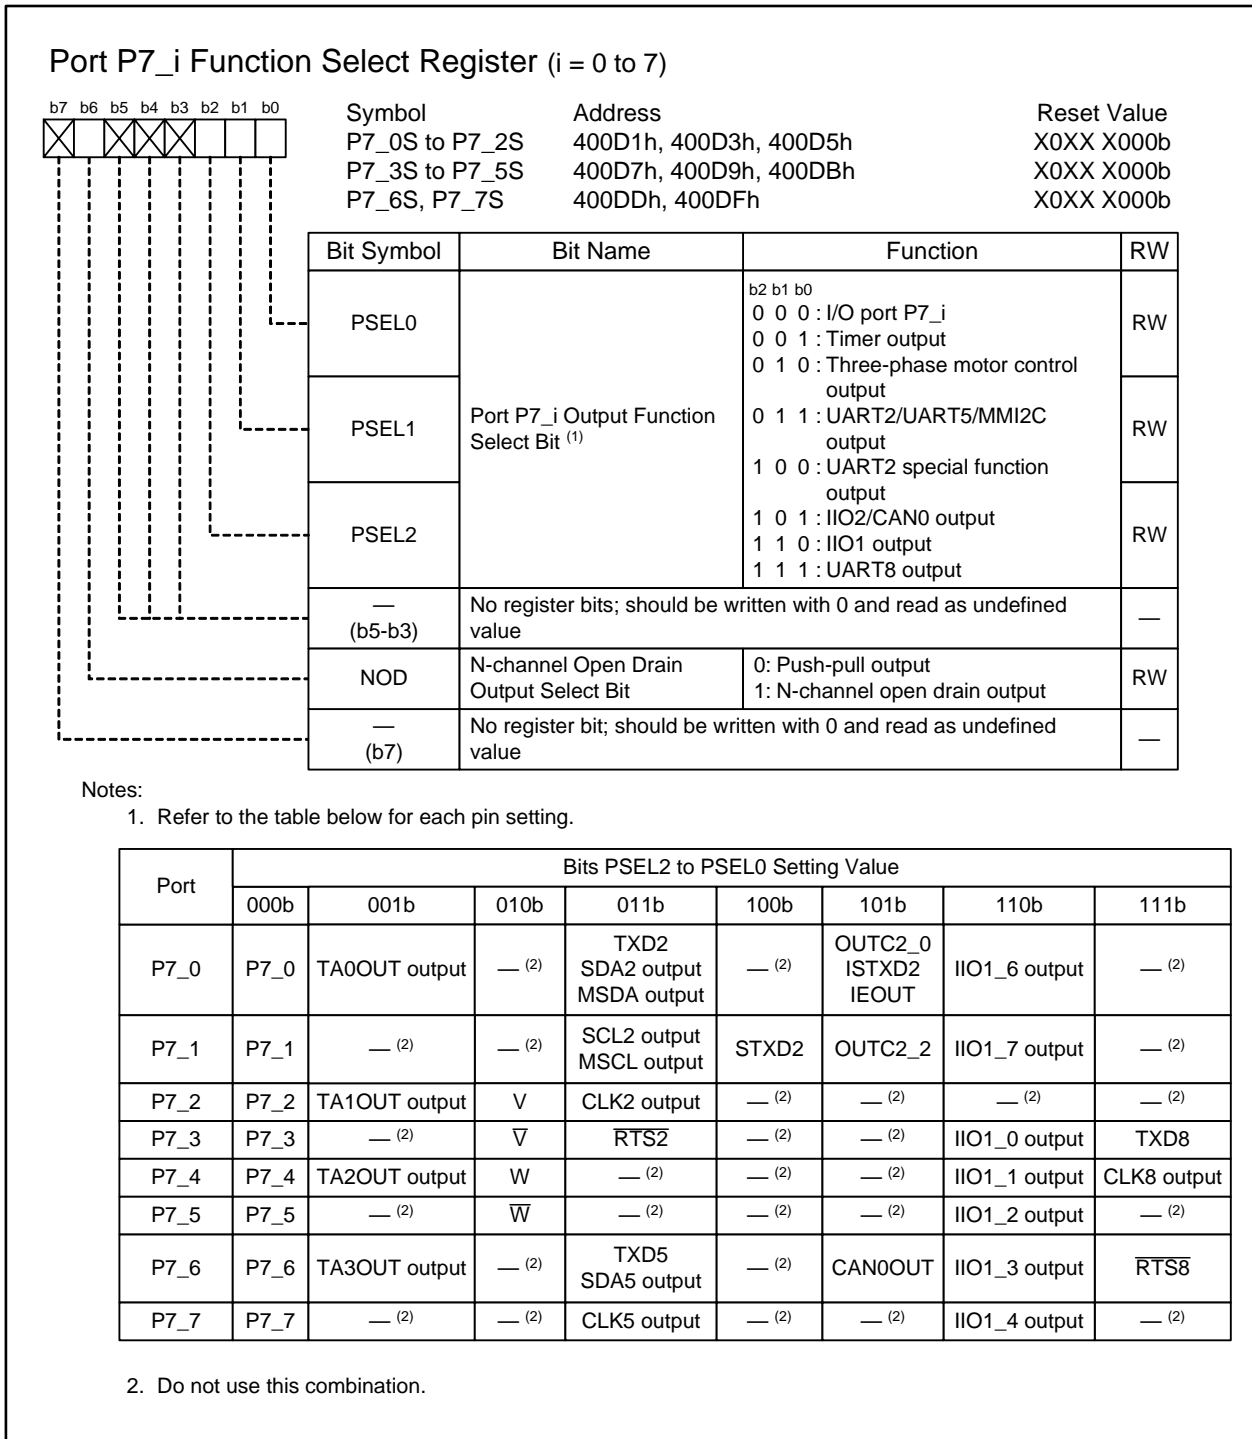 Port P7_i Function Select Register (i = 0 to 7)
b7 b6 b5 b4 b3 b2 b1 b0
Symbol Address Reset Value
P7_0S to P7_2S 400D1h, 400D3h, 400D5h X0XX X000b
P7_3S to P7_5S 400D7h, 400D9h, 400DBh X0XX X000b
P7_6S, P7_7S 400DDh, 400DFh X0XX X000b
Bit Symbol Bit Name Function RW
PSEL0 RW
PSEL1 RW
PSEL2 RW
Port P7_i Output Function
Select Bit (1)
b2 b1 b0
0 0 0 : I/O port P7_i
0 0 1 : Timer output
0 1 0 : Three-phase motor control
output
0 1 1 : UART2/UART5/MMI2C
output
1 0 0 : UART2 special function
output
1 0 1 : IIO2/CAN0 output
1 1 0 : IIO1 output
1 1 1 : UART8 output
—
(b5-b3)
No register bits; should be written with 0 and read as undefined
value
—
NOD
N-channel Open Drain
Output Select Bit
0: Push-pull output
1: N-channel open drain output
RW
—
(b7)
No register bit; should be written with 0 and read as undefined
value
—
Notes:
1. Refer to the table below for each pin setting.
Port Bits PSEL2 to PSEL0 Setting Value
000b 001b 010b 011b 100b 101b 110b 111b
P7_0 P7_0 TA0OUT output — (2) TXD2 SDA2 output MSDA output — (2) OUTC2_0 ISTXD2 IEOUT IIO1_6 output — (2)
P7_1 P7_1 — (2) — (2) SCL2 output MSCL output STXD2 OUTC2_2 IIO1_7 output — (2)
P7_2 P7_2 TA1OUT output V CLK2 output — (2) — (2) — (2) — (2)
P7_3 P7_3 — (2) V̅ R̅T̅S̅2̅ — (2) — (2) IIO1_0 output TXD8
P7_4 P7_4 TA2OUT output W — (2) — (2) — (2) IIO1_1 output CLK8 output
P7_5 P7_5 — (2) W̅ — (2) — (2) — (2) IIO1_2 output — (2)
P7_6 P7_6 TA3OUT output — (2) TXD5 SDA5 output — (2) CAN0OUT IIO1_3 output R̅T̅S̅8̅
P7_7 P7_7 — (2) — (2) CLK5 output — (2) — (2) IIO1_4 output — (2)
2. Do not use this combination.